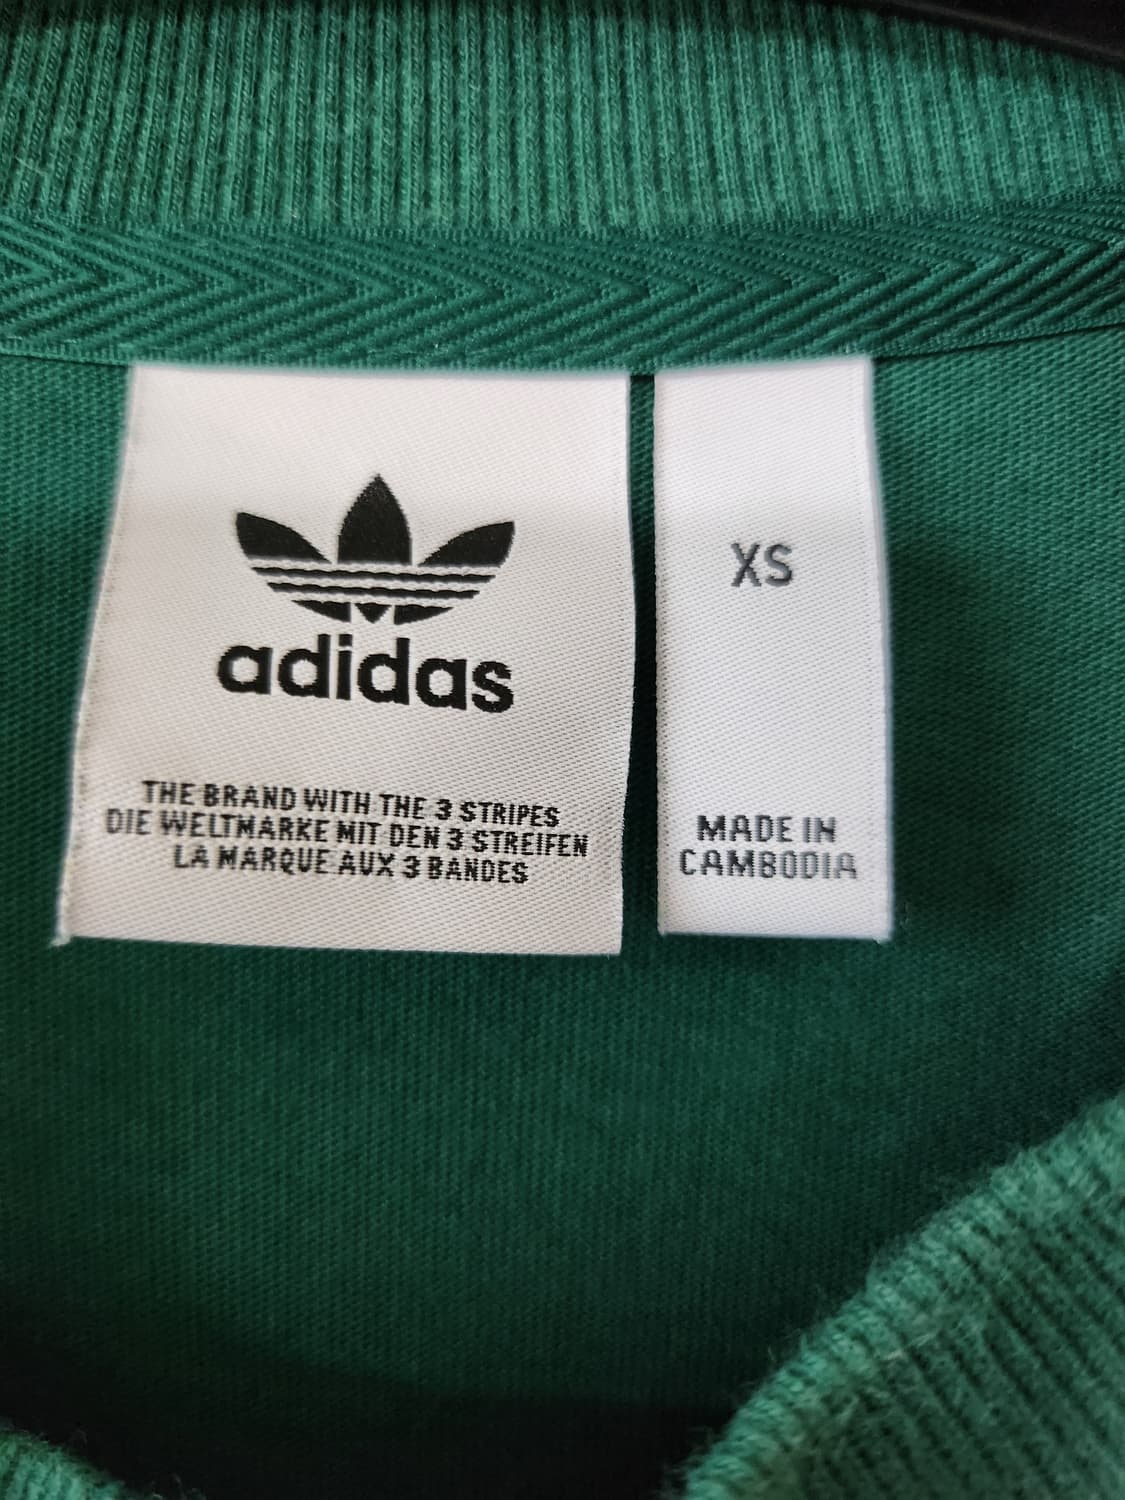 adidas
THE BRAND WITH THE 3 STRIPES
DIE WELTMARKE MIT DEN 3 STREIFEN
LA MARQUE AUX 3 BANDES
XS
MADE IN
CAMBODIA